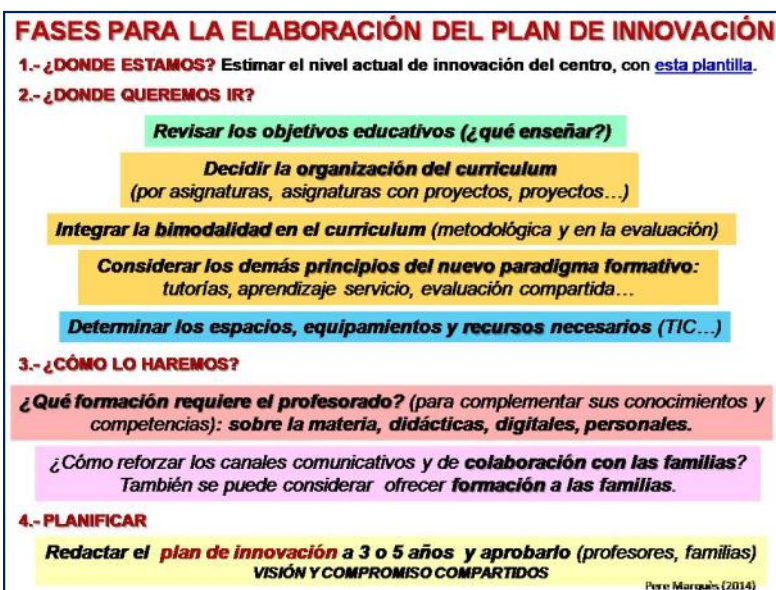 FASES PARA LA ELABORACIÓN DEL PLAN DE INNOVACIÓN
1.- ¿DONDE ESTAMOS? Estimar el nivel actual de innovación del centro, con esta plantilla.
2.- ¿DONDE QUEREMOS IR?
Revisar los objetivos educativos (¿qué enseñar?)
Decidir la organización del curriculum
(por asignaturas, asignaturas con proyectos, proyectos…)
Integrar la bimodalidad en el curriculum (metodológica y en la evaluación)
Considerar los demás principios del nuevo paradigma formativo:
tutorías, aprendizaje servicio, evaluación compartida…
Determinar los espacios, equipamientos y recursos necesarios (TIC…)
3.- ¿CÓMO LO HAREMOS?
¿Qué formación requiere el profesorado? (para complementar sus conocimientos y
competencias): sobre la materia, didácticas, digitales, personales.
¿Cómo reforzar los canales comunicativos y de colaboración con las familias?
También se puede considerar ofrecer formación a las familias.
4.- PLANIFICAR
Redactar el plan de innovación a 3 o 5 años y aprobarlo (profesores, familias)
VISIÓN Y COMPROMISO COMPARTIDOS
Pere Marquès (2014)